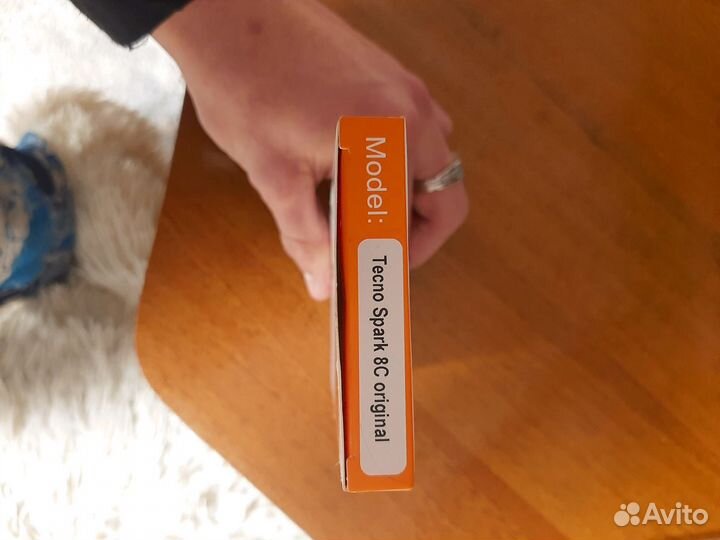 Model:
Tecno Spark 8C original
Avito